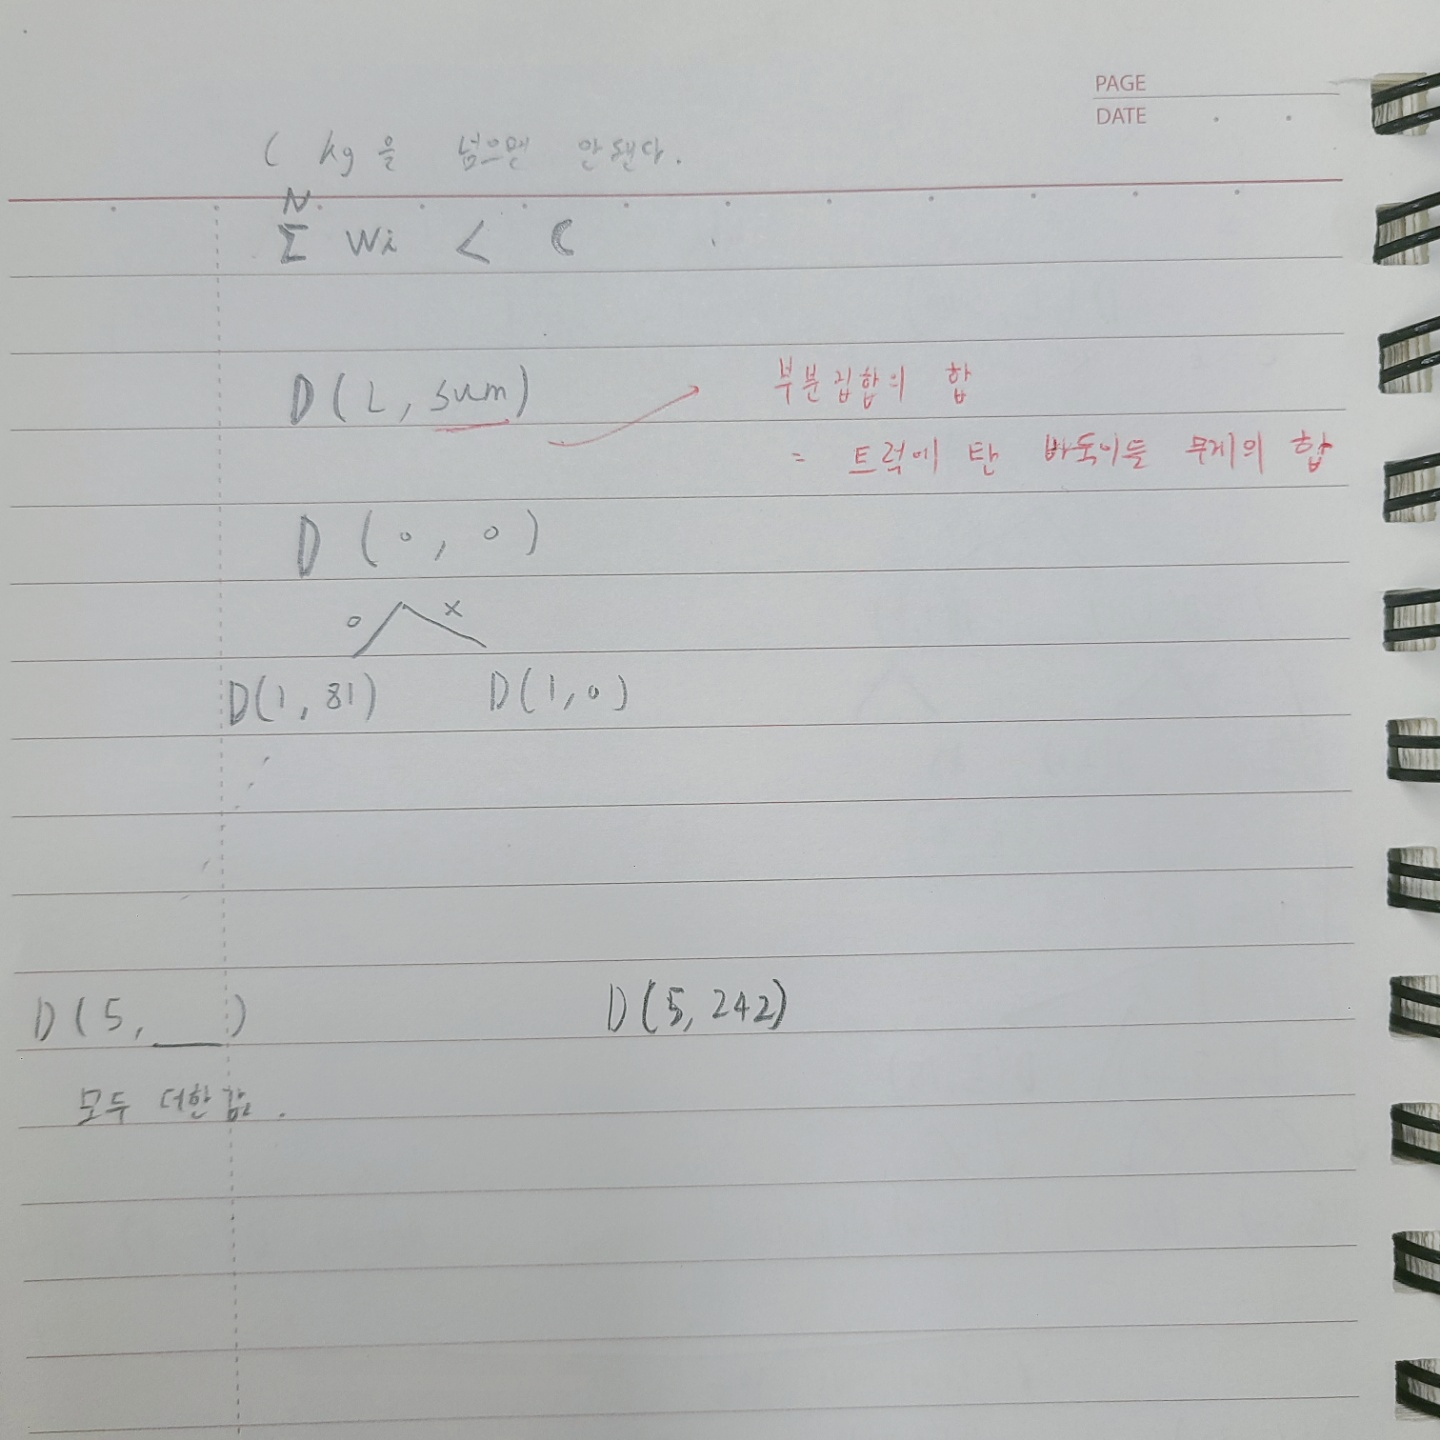 PAGE
DATE
C kg을 넘으면 안된다.
N
Σ Wi < C
D(L, sum)
부분집합의 합
= 트럭에 탄 바둑이들 무게의 합
D(0, 0)
o x
D(1, 81) D(1, 0)
D(5, ___) D(5, 242)
모두 더한 값.